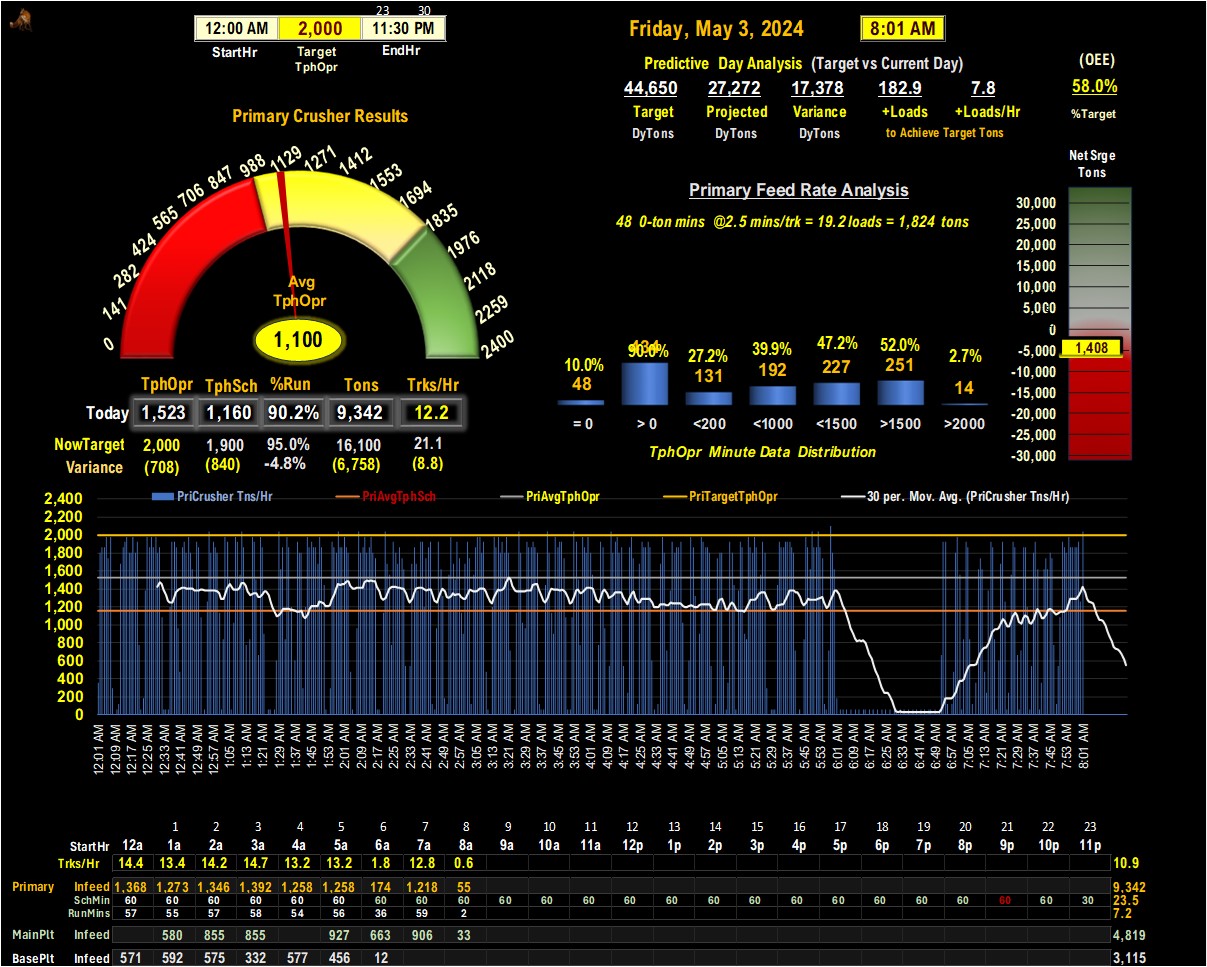 23 30
12:00 AM 2,000 11:30 PM
StartHr Target EndHr
TphOpr
Friday, May 3, 2024 8:01 AM
Predictive Day Analysis (Target vs Current Day)
44,650 27,272 17,378 182.9 7.8
Target Projected Variance +Loads +Loads/Hr
DyTons DyTons DyTons to Achieve Target Tons
(OEE)
58.0%
%Target
Primary Crusher Results
0 141 282 424 565 706 847 988 1129 1271 1412 1553 1694 1835 1976 2118 2259 2400
Avg
TphOpr
1,100
TphOpr TphSch %Run Tons Trks/Hr
Today 1,523 1,160 90.2% 9,342 12.2
NowTarget 2,000 1,900 95.0% 16,100 21.1
Variance (708) (840) -4.8% (6,758) (8.8)
Primary Feed Rate Analysis
48 0-ton mins @2.5 mins/trk = 19.2 loads = 1,824 tons
10.0% 90.0% 27.2% 39.9% 47.2% 52.0% 2.7%
48 434 131 192 227 251 14
= 0 > 0 <200 <1000 <1500 >1500 >2000
TphOpr Minute Data Distribution
Net Srge
Tons
30,000
25,000
20,000
15,000
10,000
5,000
0
-5,000
-10,000
-15,000
-20,000
-25,000
-30,000
1,408
PriCrusher Tns/Hr PriAvgTphSch PriAvgTphOpr PriTargetTphOpr 30 per. Mov. Avg. (PriCrusher Tns/Hr)
2,400
2,200
2,000
1,800
1,600
1,400
1,200
1,000
800
600
400
200
0
12:01 AM 12:09 AM 12:17 AM 12:25 AM 12:33 AM 12:41 AM 12:49 AM 12:57 AM 1:05 AM 1:13 AM 1:21 AM 1:29 AM 1:37 AM 1:45 AM 1:53 AM 2:01 AM 2:09 AM 2:17 AM 2:25 AM 2:33 AM 2:41 AM 2:49 AM 2:57 AM 3:05 AM 3:13 AM 3:21 AM 3:29 AM 3:37 AM 3:45 AM 3:53 AM 4:01 AM 4:09 AM 4:17 AM 4:25 AM 4:33 AM 4:41 AM 4:49 AM 4:57 AM 5:05 AM 5:13 AM 5:21 AM 5:29 AM 5:37 AM 5:45 AM 5:53 AM 6:01 AM 6:09 AM 6:17 AM 6:25 AM 6:33 AM 6:41 AM 6:49 AM 6:57 AM 7:05 AM 7:13 AM 7:21 AM 7:29 AM 7:37 AM 7:45 AM 7:53 AM 8:01 AM
1 2 3 4 5 6 7 8 9 10 11 12 13 14 15 16 17 18 19 20 21 22 23
StartHr 12a 1a 2a 3a 4a 5a 6a 7a 8a 9a 10a 11a 12p 1p 2p 3p 4p 5p 6p 7p 8p 9p 10p 11p
Trks/Hr 14.4 13.4 14.2 14.7 13.2 13.2 1.8 12.8 0.6 10.9
Primary Infeed 1,368 1,273 1,346 1,392 1,258 1,258 174 1,218 55 9,342
SchMin 60 60 60 60 60 60 60 60 60 60 60 60 60 60 60 60 60 60 60 60 60 60 60 30 23.5
RunMins 57 55 57 58 54 56 36 59 2 7.2
MainPlt Infeed 580 855 855 927 663 906 33 4,819
BasePlt Infeed 571 592 575 332 577 456 12 3,115